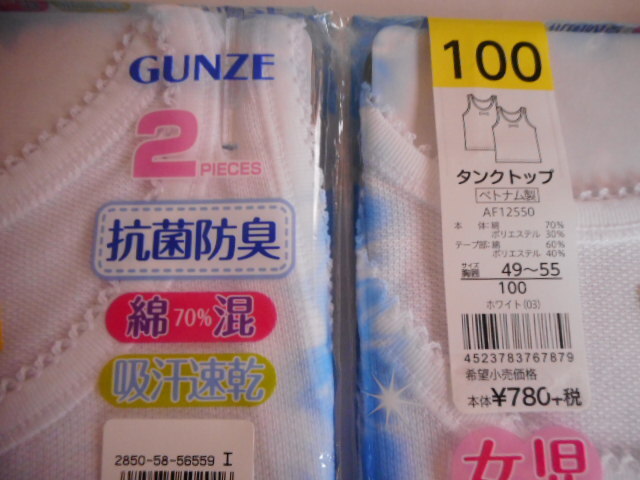 GUNZE
2
PIECES
抗菌防臭
綿70%混
吸汗速乾
2850-58-56559 I
100
タンクトップ
ベトナム製
AF12550
本 体:綿 70%
ポリエステル 30%
テープ部:綿 60%
ポリエステル 40%
サイズ
胸囲 49~55
100
ホワイト(03)
4523783767879
希望小売価格
本体¥780+税
女児